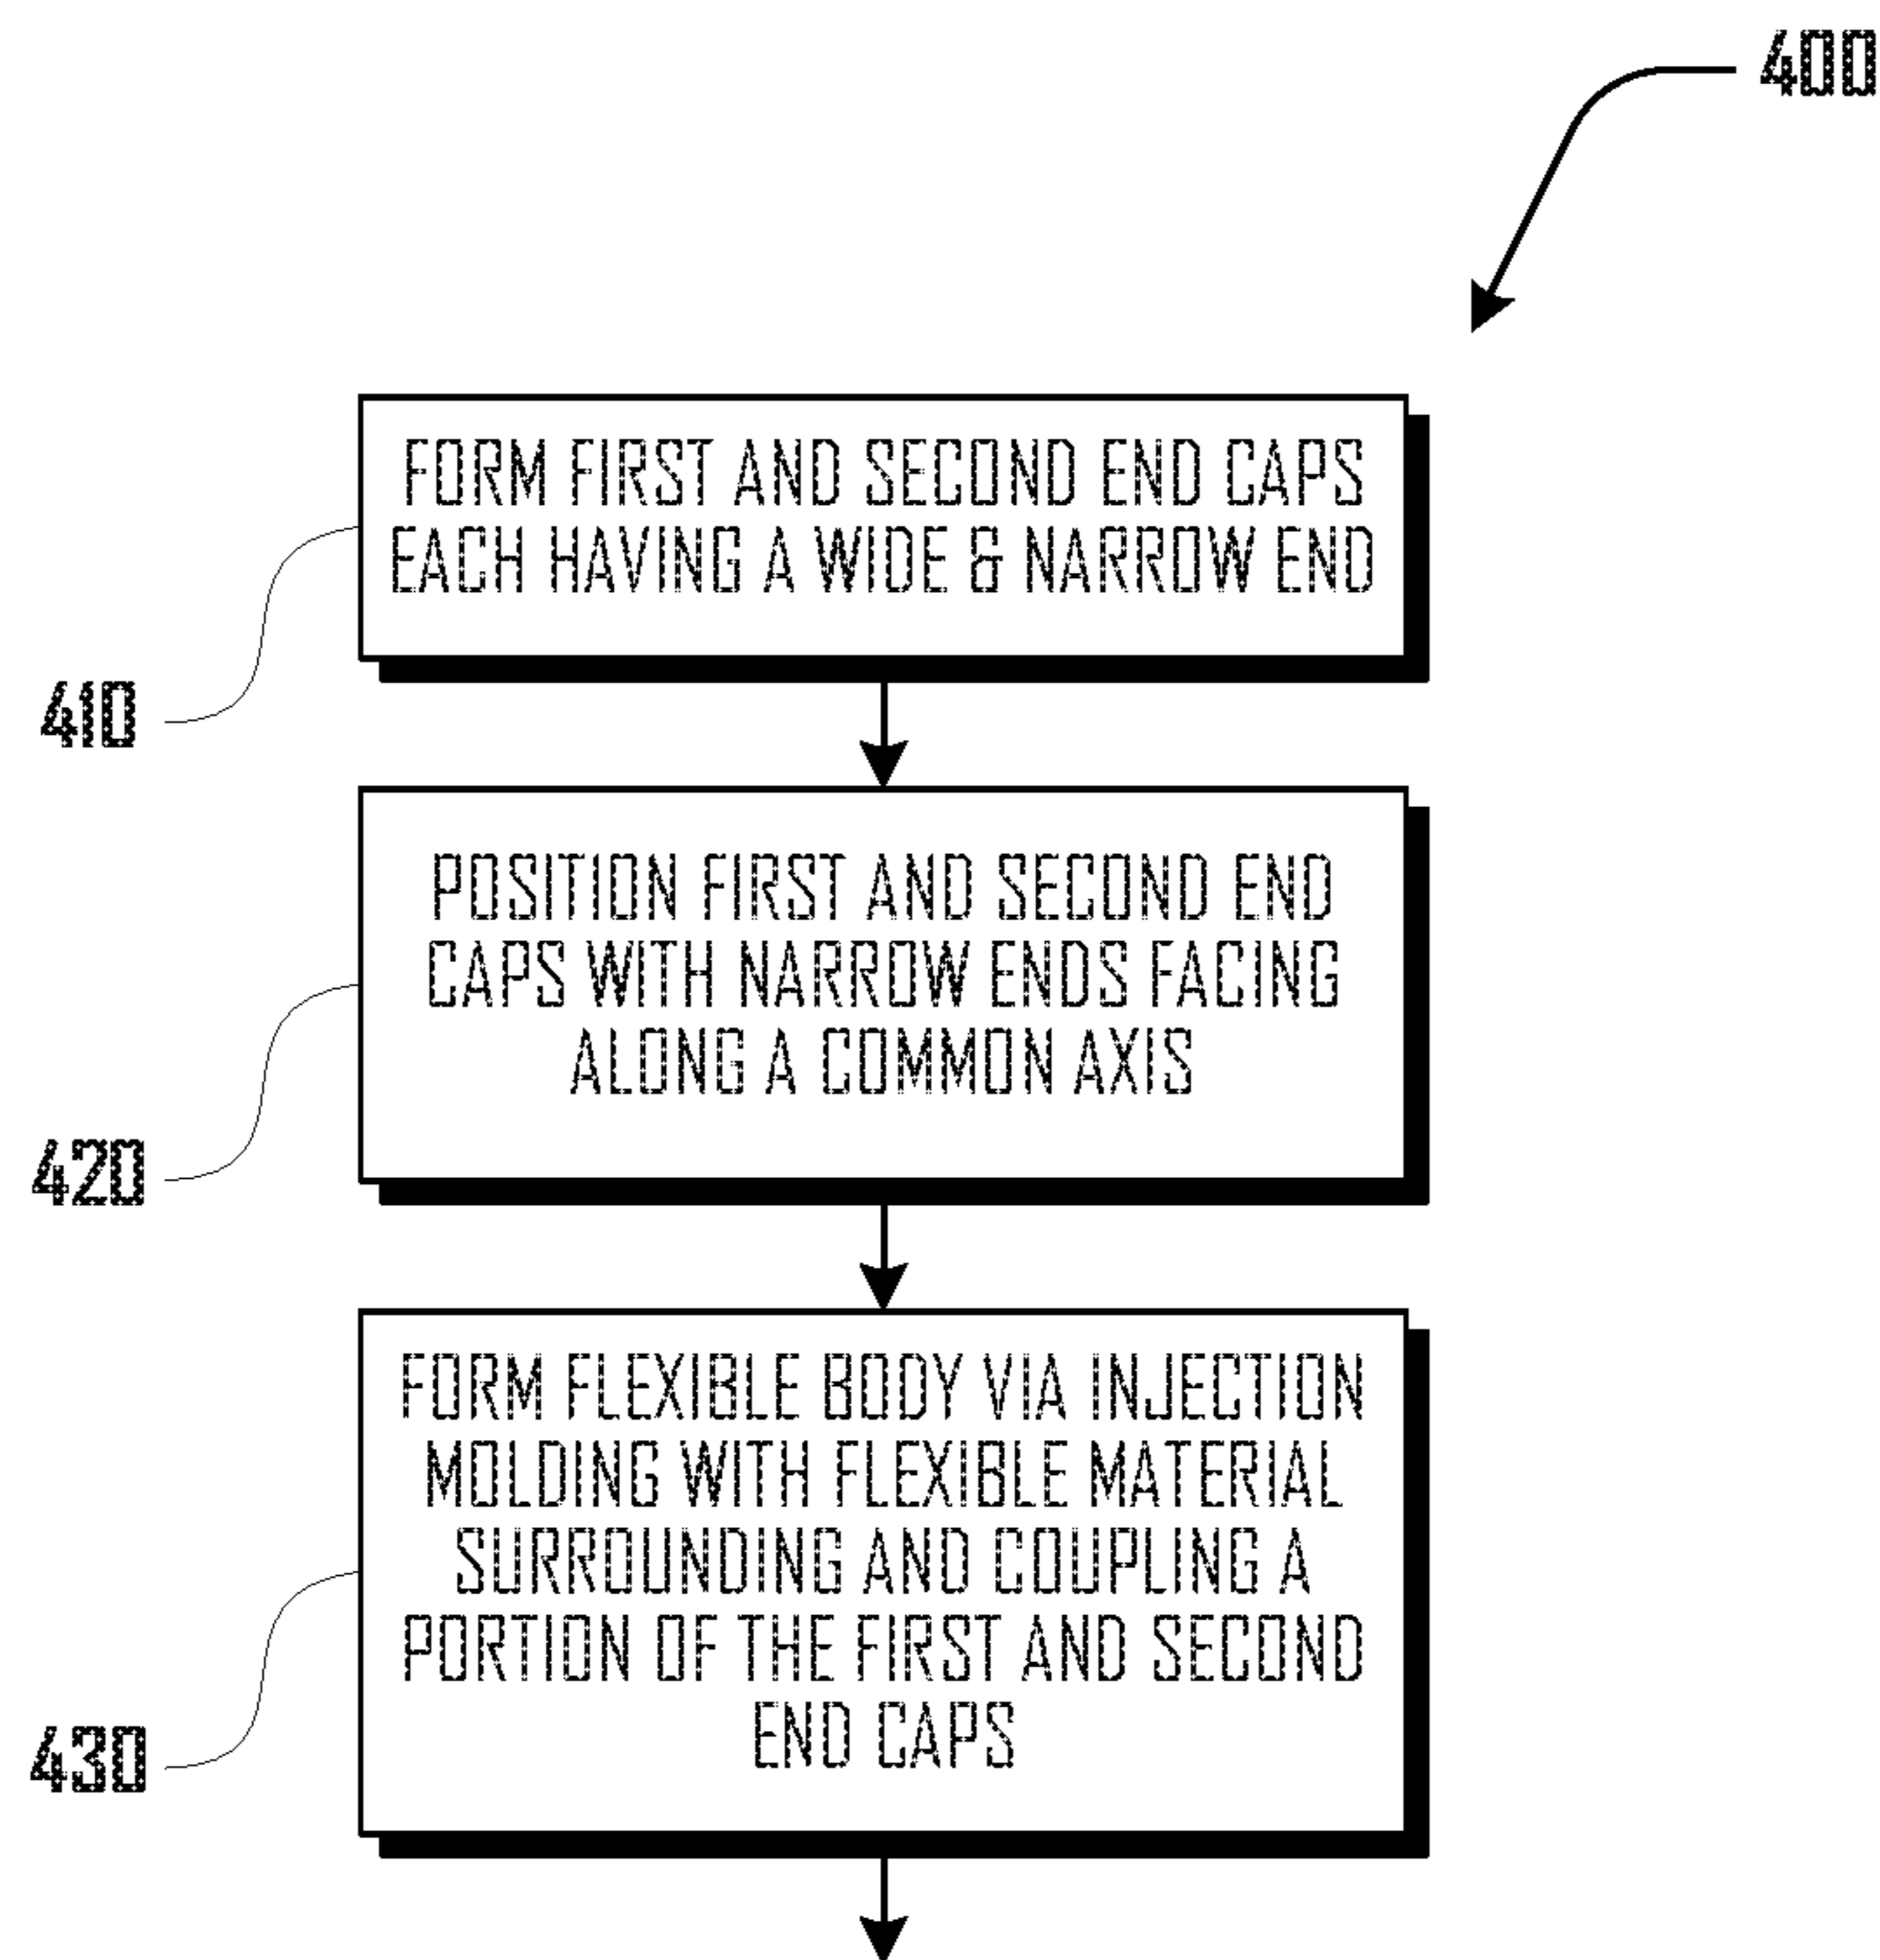 400
FORM FIRST AND SECOND END CAPS
EACH HAVING A WIDE & NARROW END
410
POSITION FIRST AND SECOND END
CAPS WITH NARROW ENDS FACING
ALONG A COMMON AXIS
420
FORM FLEXIBLE BODY VIA INJECTION
MOLDING WITH FLEXIBLE MATERIAL
SURROUNDING AND COUPLING A
PORTION OF THE FIRST AND SECOND
END CAPS
430